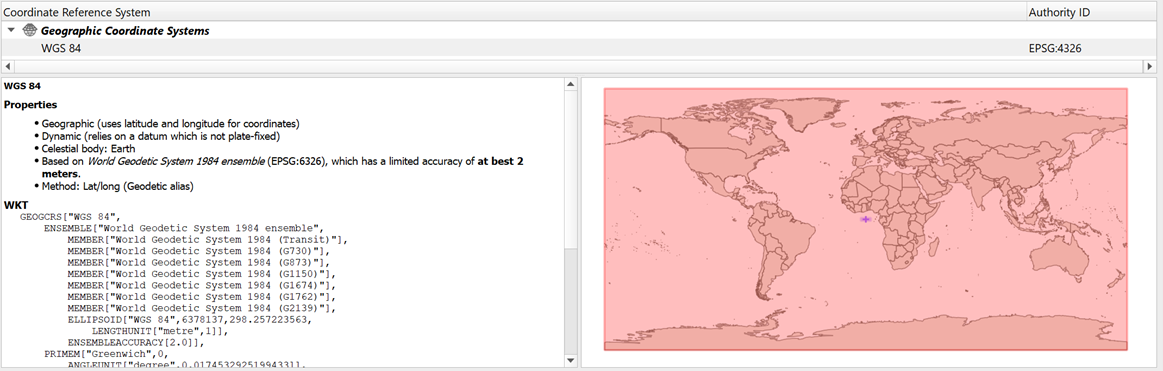 Coordinate Reference System Authority ID
Geographic Coordinate Systems
WGS 84 EPSG:4326
WGS 84
Properties
• Geographic (uses latitude and longitude for coordinates)
• Dynamic (relies on a datum which is not plate-fixed)
• Celestial body: Earth
• Based on World Geodetic System 1984 ensemble (EPSG:6326), which has a limited accuracy of at best 2
meters.
• Method: Lat/long (Geodetic alias)
WKT
GEOGCRS["WGS 84",
ENSEMBLE["World Geodetic System 1984 ensemble",
MEMBER["World Geodetic System 1984 (Transit)"],
MEMBER["World Geodetic System 1984 (G730)"],
MEMBER["World Geodetic System 1984 (G873)"],
MEMBER["World Geodetic System 1984 (G1150)"],
MEMBER["World Geodetic System 1984 (G1674)"],
MEMBER["World Geodetic System 1984 (G1762)"],
MEMBER["World Geodetic System 1984 (G2139)"],
ELLIPSOID["WGS 84",6378137,298.257223563,
LENGTHUNIT["metre",1]],
ENSEMBLEACCURACY[2.0]],
PRIMEM["Greenwich",0,
ANGLEUNIT["degree",0.0174532925199433]],